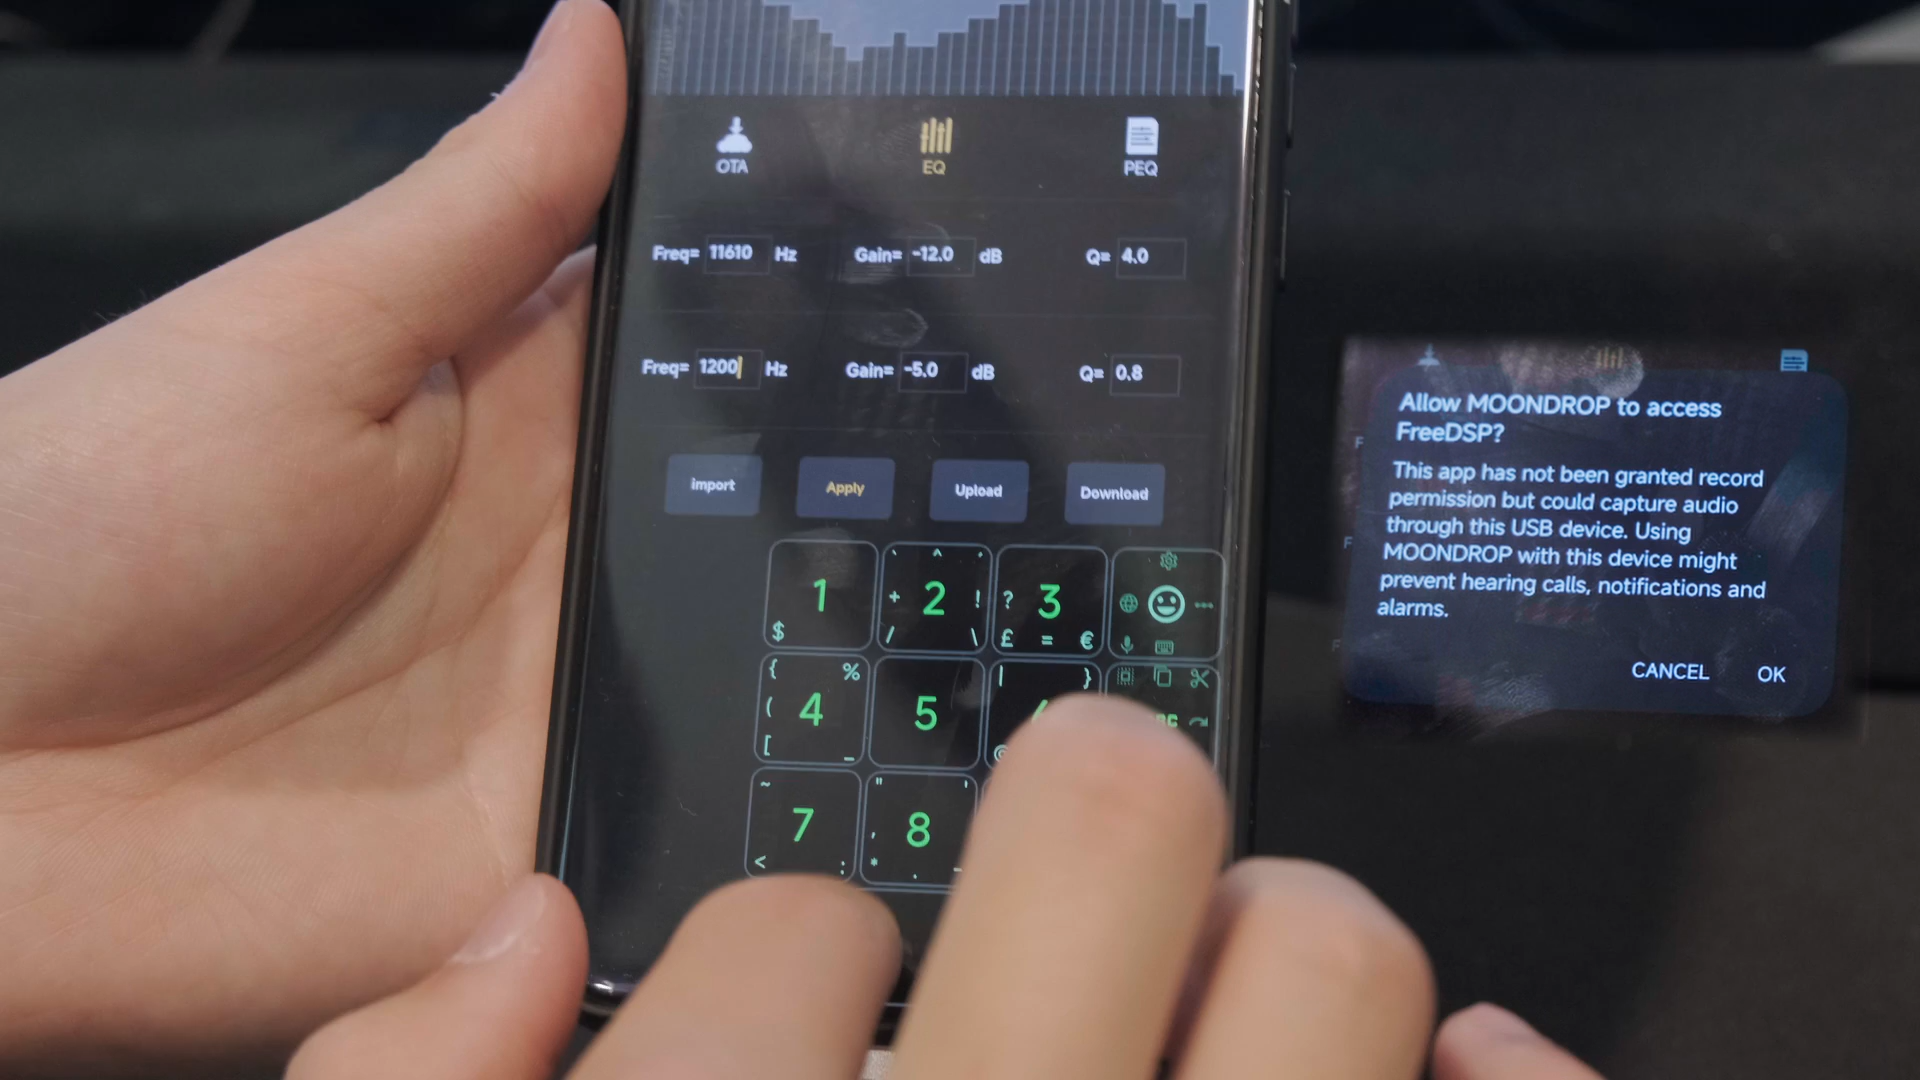 OTA EQ PEQ
Freq= 11610 Hz Gain= -12.0 dB Q= 4.0
Freq= 1200 Hz Gain= -5.0 dB Q= 0.8
import Apply Upload Download
1 $
+ 2 ^ ! / \
? 3 £ = €
{ % ( 4 [ _
5
| }
~ 7 < ;
" ' , 8 * .
Allow MOONDROP to access
FreeDSP?
This app has not been granted record
permission but could capture audio
through this USB device. Using
MOONDROP with this device might
prevent hearing calls, notifications and
alarms.
CANCEL OK